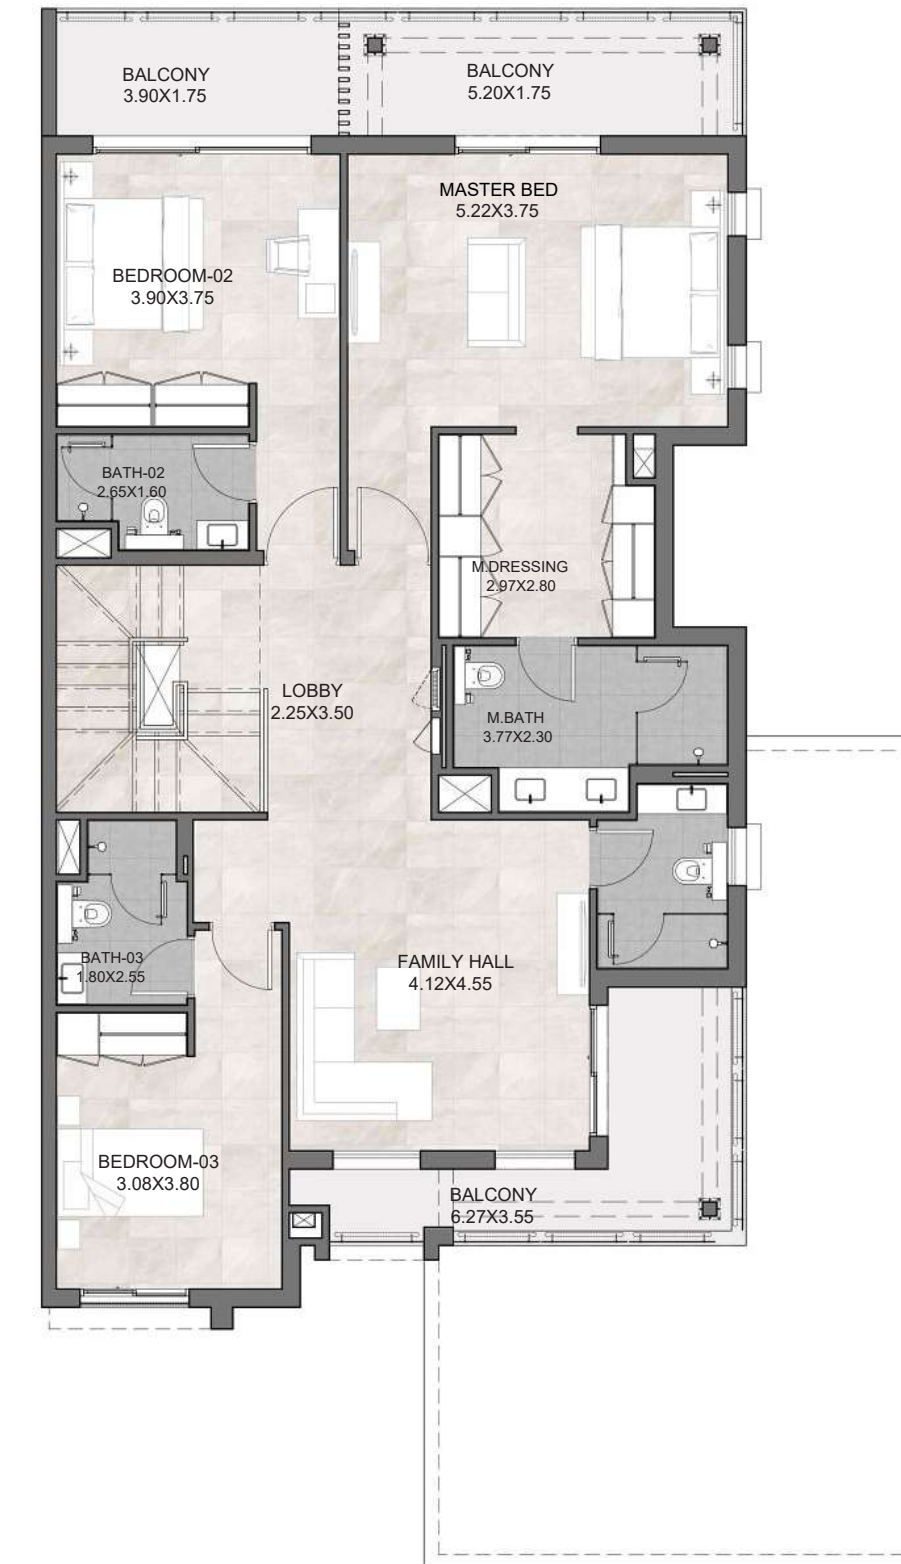 BALCONY
3.90X1.75
BALCONY
5.20X1.75
MASTER BED
5.22X3.75
BEDROOM-02
3.90X3.75
BATH-02
2.65X1.60
M.DRESSING
2.97X2.80
LOBBY
2.25X3.50
M.BATH
3.77X2.30
BATH-03
1.80X2.55
FAMILY HALL
4.12X4.55
BEDROOM-03
3.08X3.80
BALCONY
6.27X3.55